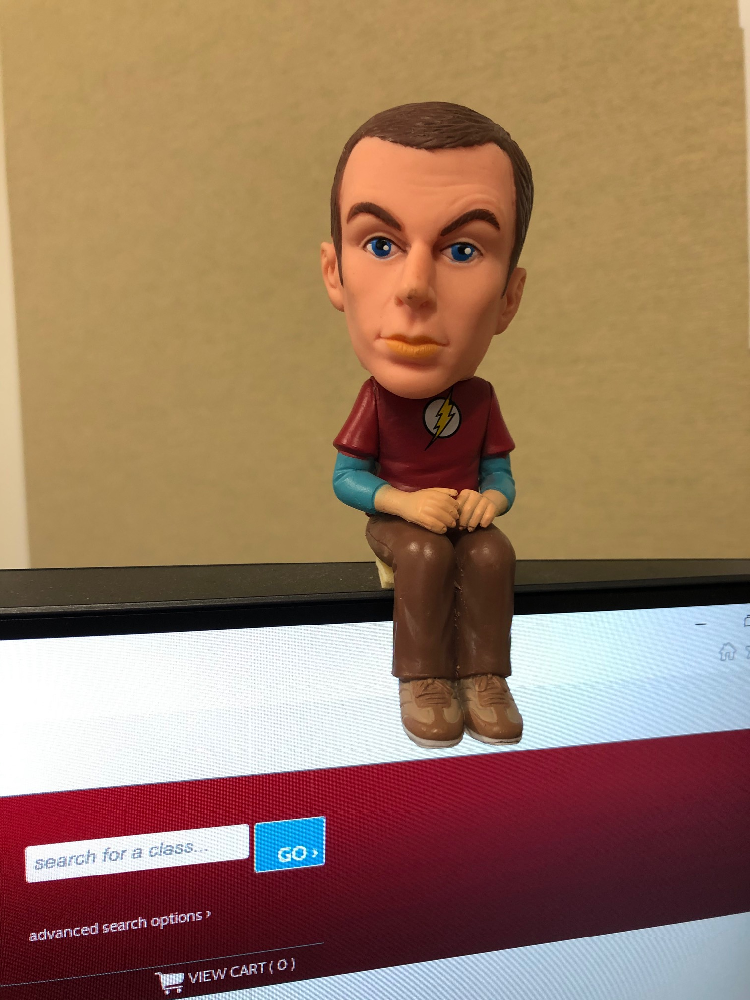 search for a class...
GO ›
advanced search options ›
VIEW CART ( 0 )